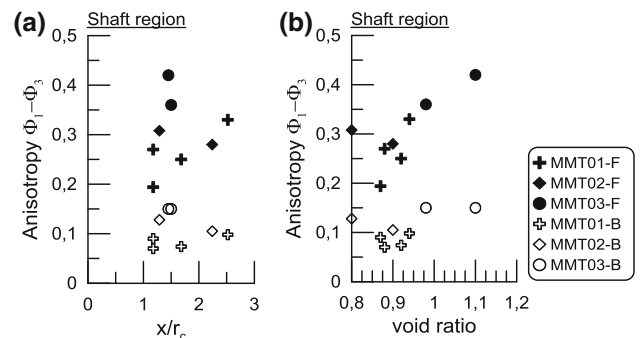 (a)
Shaft region
Anisotropy Φ₁–Φ₃
0,5
0,4
0,3
0,2
0,1
0
0 1 2 3
x/r꜀
(b)
Shaft region
Anisotropy Φ₁–Φ₃
0,5
0,4
0,3
0,2
0,1
0
0,8 0,9 1 1,1 1,2
void ratio
MMT01-F
MMT02-F
MMT03-F
MMT01-B
MMT02-B
MMT03-B